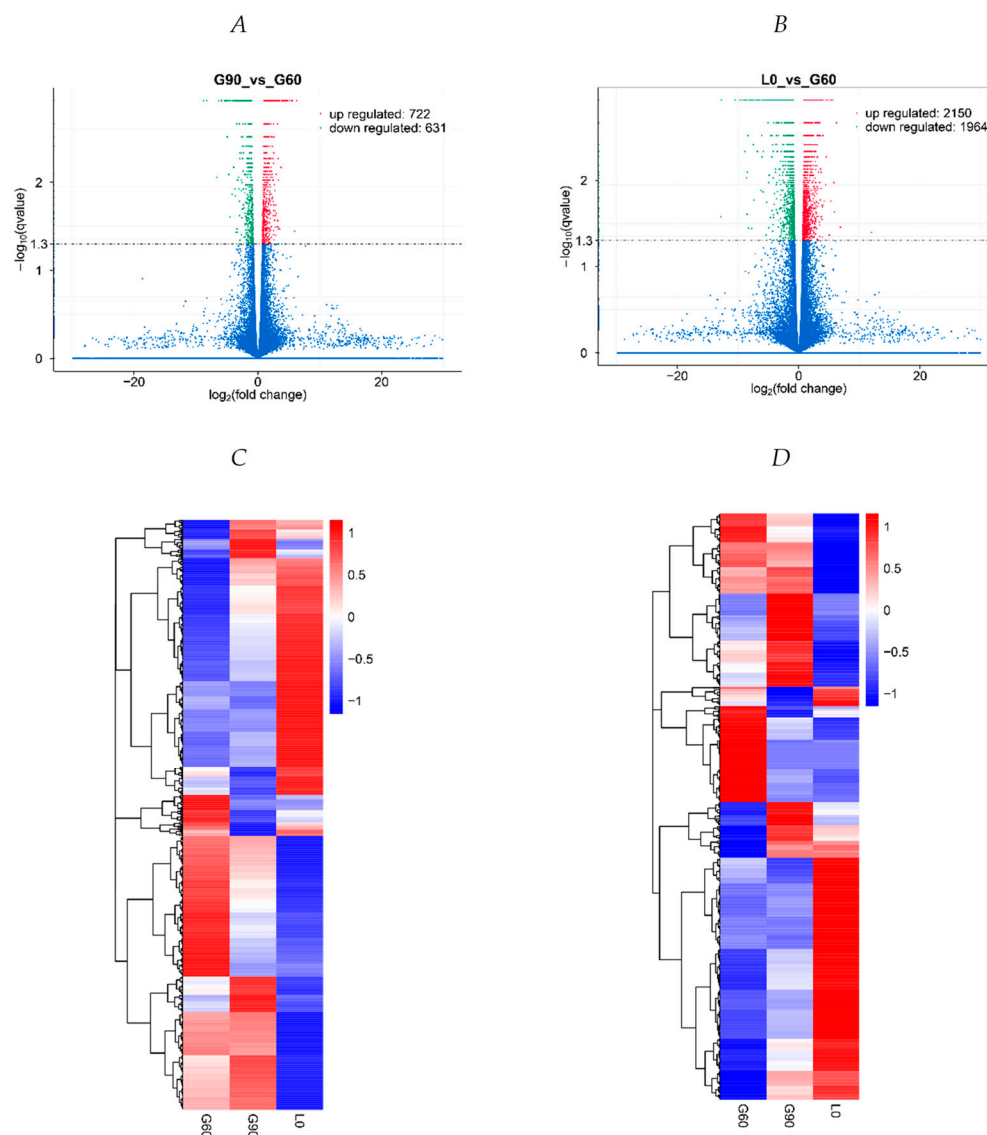 A
B
G90_vs_G60
up regulated: 722
down regulated: 631
−log10(qvalue)
2
1.3
1
0
−20
0
20
log2(fold change)
L0_vs_G60
up regulated: 2150
down regulated: 1964
−log10(qvalue)
2
1.3
1
0
−20
0
20
log2(fold change)
C
D
1
0.5
0
−0.5
−1
G60
G90
L0
1
0.5
0
−0.5
−1
G60
G90
L0